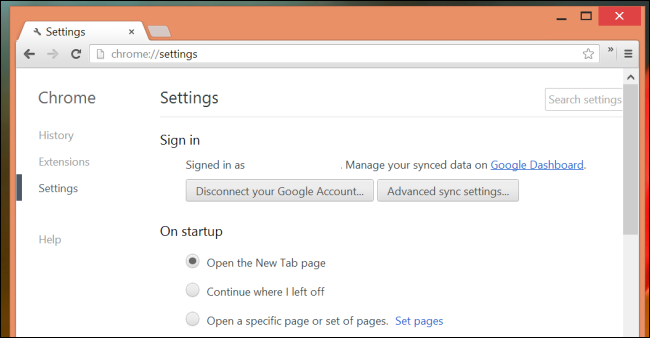 Settings
chrome://settings
Chrome
Settings
Search settings
History
Extensions
Settings
Help
Sign in
Signed in as . Manage your synced data on Google Dashboard.
Disconnect your Google Account... Advanced sync settings...
On startup
Open the New Tab page
Continue where I left off
Open a specific page or set of pages. Set pages